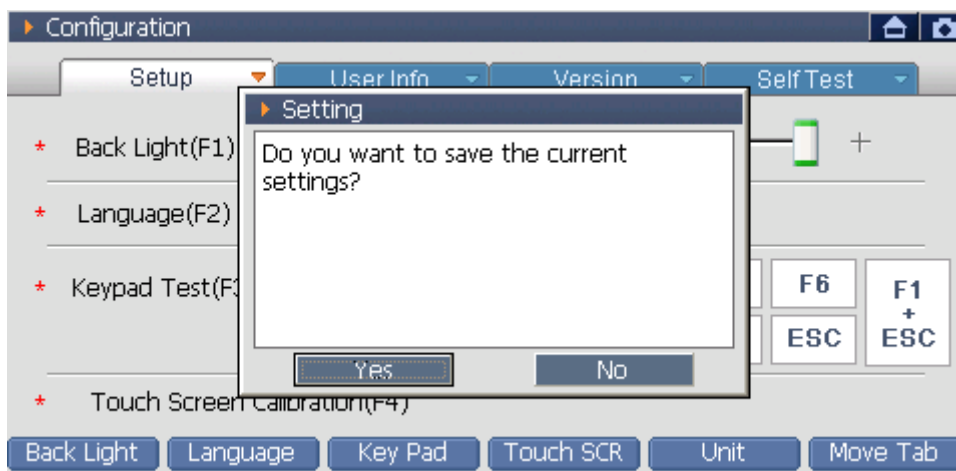 Configuration
Setup
User Info
Version
Self Test
Setting
Do you want to save the current
settings?
Yes
No
* Back Light(F1)
+
* Language(F2)
* Keypad Test(F3
F6
ESC
F1
+
ESC
* Touch Screen Calibration(F4)
Back Light
Language
Key Pad
Touch SCR
Unit
Move Tab